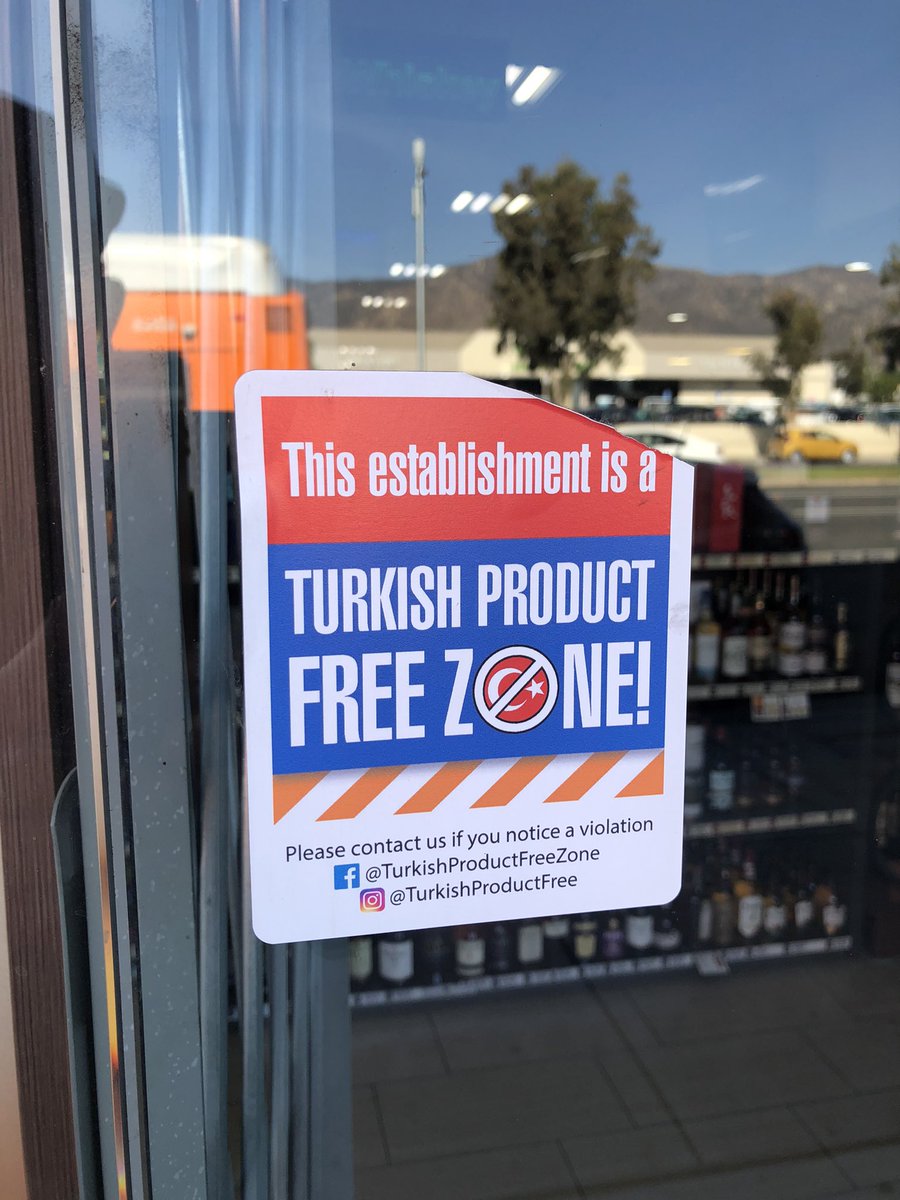 This establishment is a
TURKISH PRODUCT
FREE ZONE!
Please contact us if you notice a violation
@TurkishProductFreeZone
@TurkishProductFree